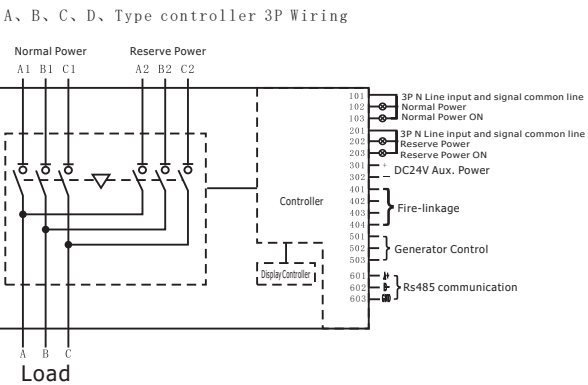 A、B、C、D、Type controller 3P Wiring
Normal Power
Reserve Power
A1 B1 C1
A2 B2 C2
101
3P N Line input and signal common line
102
Normal Power
103
Normal Power ON
201
3P N Line input and signal common line
202
Reserve Power
203
Reserve Power ON
301 +
DC24V Aux. Power
302 −
401
402
403
404
Fire-linkage
501
502
503
Generator Control
601 A+
602 B-
603 GND
Rs485 communication
Controller
Display Controller
A B C
Load